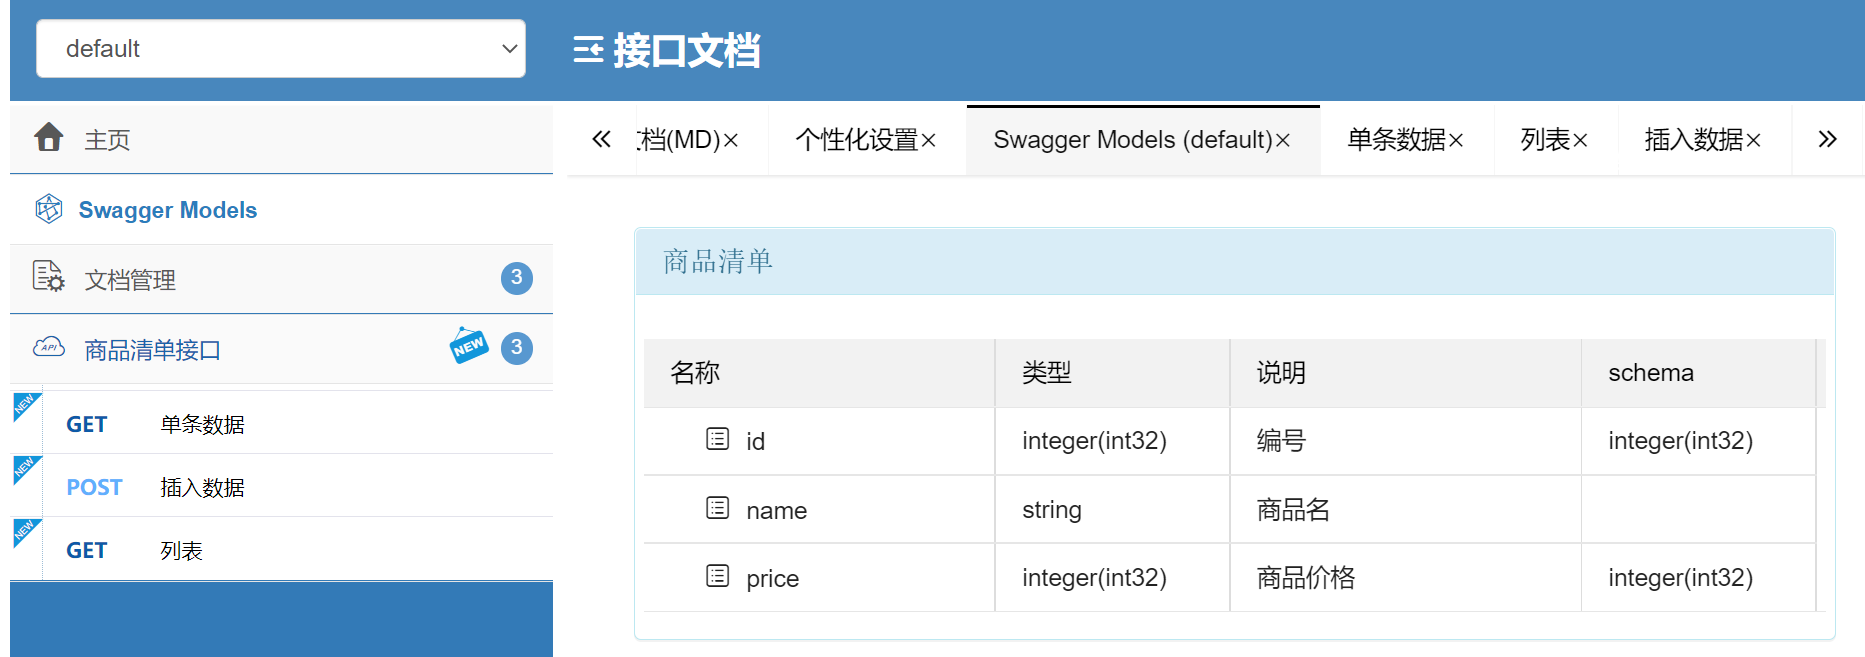 default
接口文档
主页
Swagger Models
文档管理
3
商品清单接口
NEW
3
NEW
GET
单条数据
NEW
POST
插入数据
NEW
GET
列表
档(MD)×
个性化设置×
Swagger Models (default)×
单条数据×
列表×
插入数据×
商品清单
名称 类型 说明 schema
id integer(int32) 编号 integer(int32)
name string 商品名
price integer(int32) 商品价格 integer(int32)